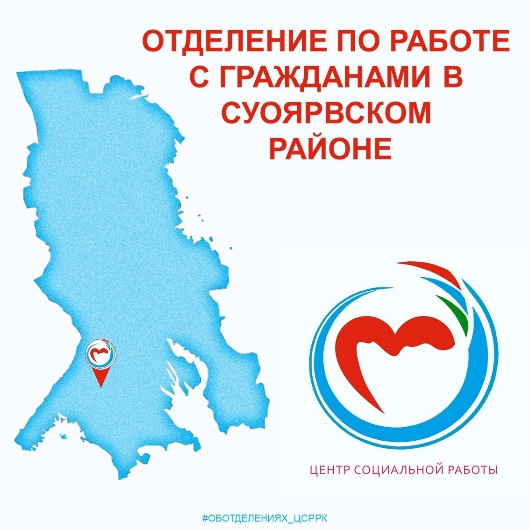 ОТДЕЛЕНИЕ ПО РАБОТЕ
С ГРАЖДАНАМИ В
СУОЯРВСКОМ
РАЙОНЕ
ЦЕНТР СОЦИАЛЬНОЙ РАБОТЫ
#ОБОТДЕЛЕНИЯХ_ЦСРРК